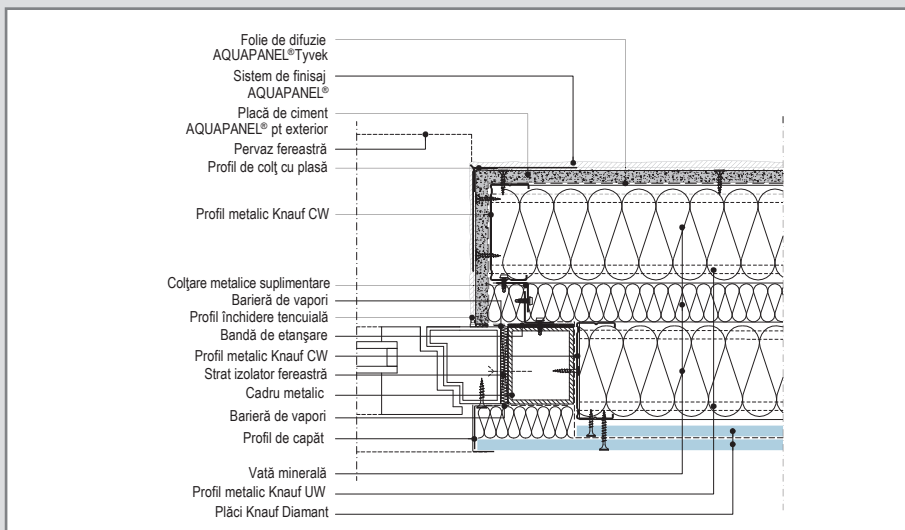 Folie de difuzie
AQUAPANEL®Tyvek
Sistem de finisaj
AQUAPANEL®
Placă de ciment
AQUAPANEL® pt exterior
Pervaz fereastră
Profil de colţ cu plasă
Profil metalic Knauf CW
Colţare metalice suplimentare
Barieră de vapori
Profil închidere tencuială
Bandă de etanşare
Profil metalic Knauf CW
Strat izolator fereastră
Cadru metalic
Barieră de vapori
Profil de capăt
Vată minerală
Profil metalic Knauf UW
Plăci Knauf Diamant